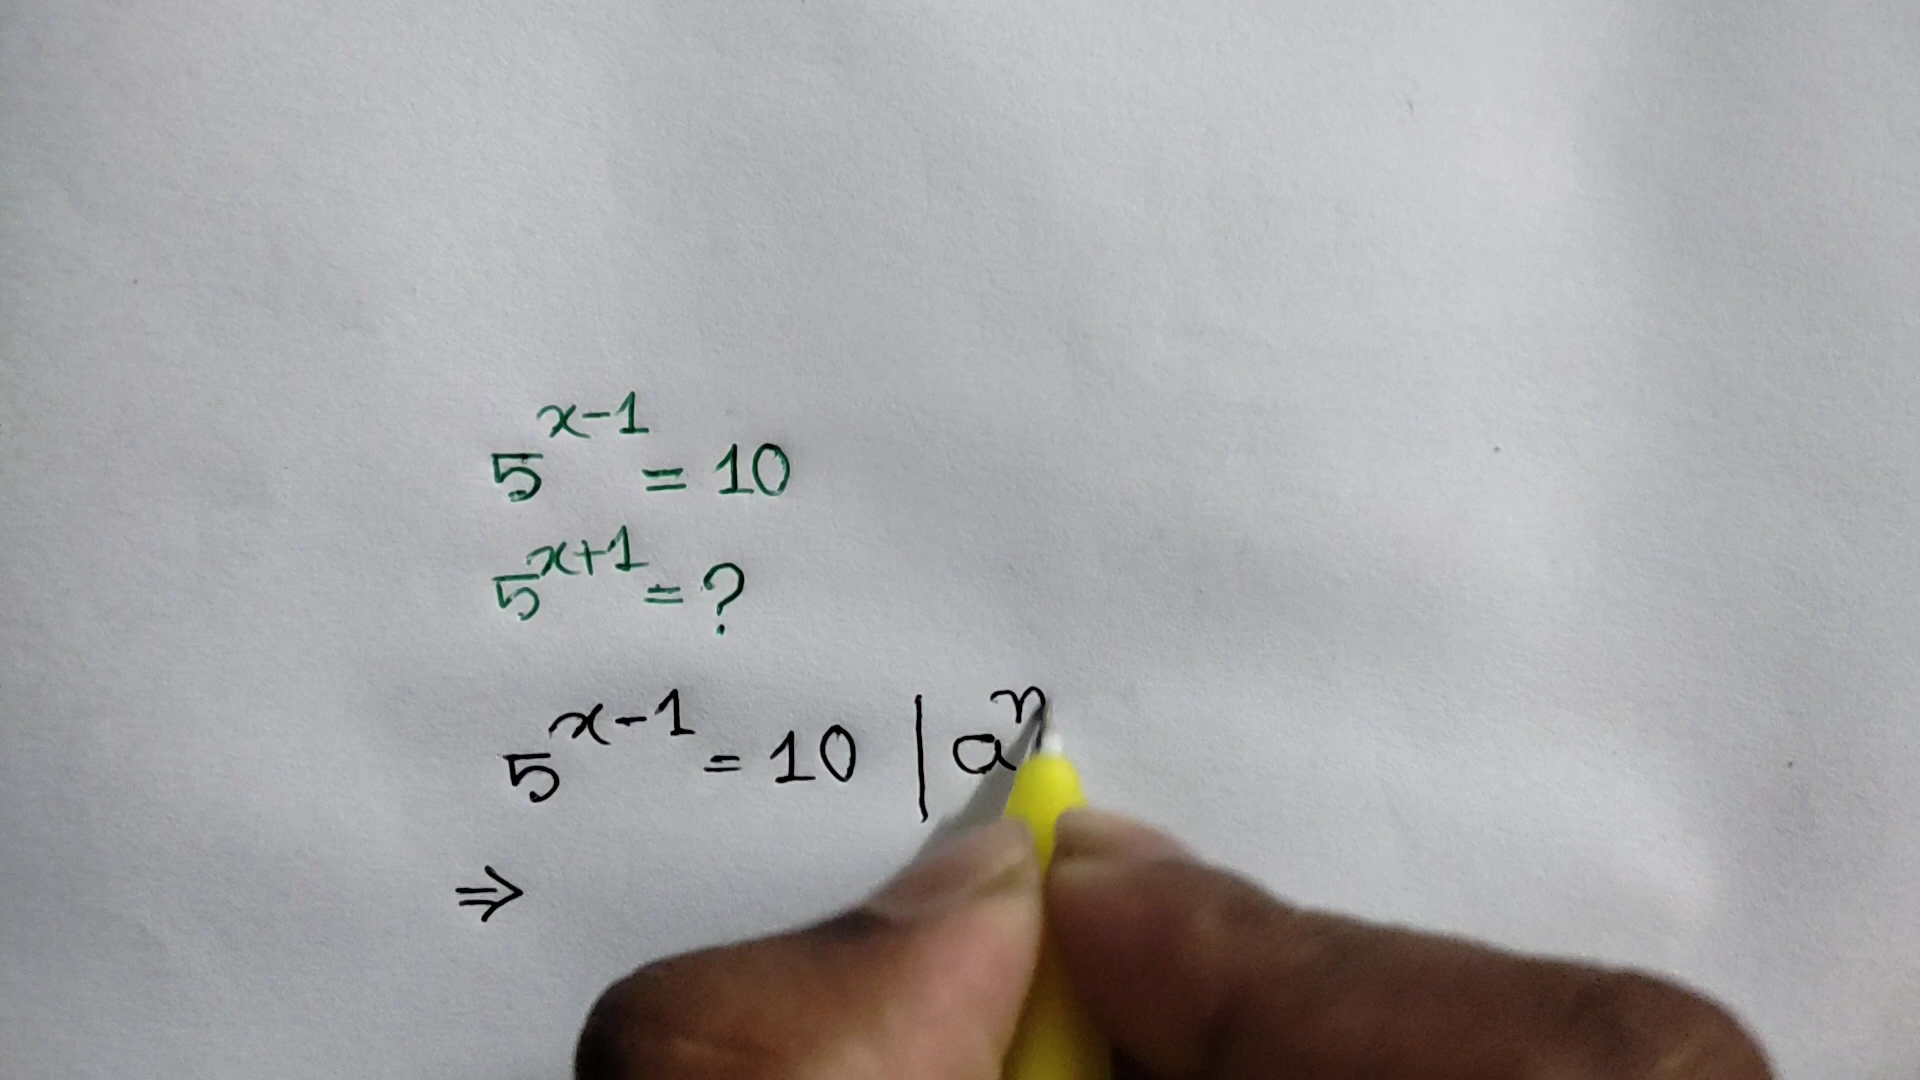 5^{x-1} = 10
5^{x+1} = ?
5^{x-1} = 10 | a^n
⇒